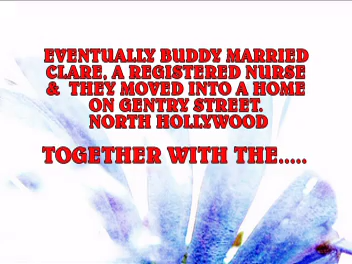 EVENTUALLY BUDDY MARRIED
CLARE, A REGISTERED NURSE
& THEY MOVED INTO A HOME
ON GENTRY STREET.
NORTH HOLLYWOOD
TOGETHER WITH THE.....